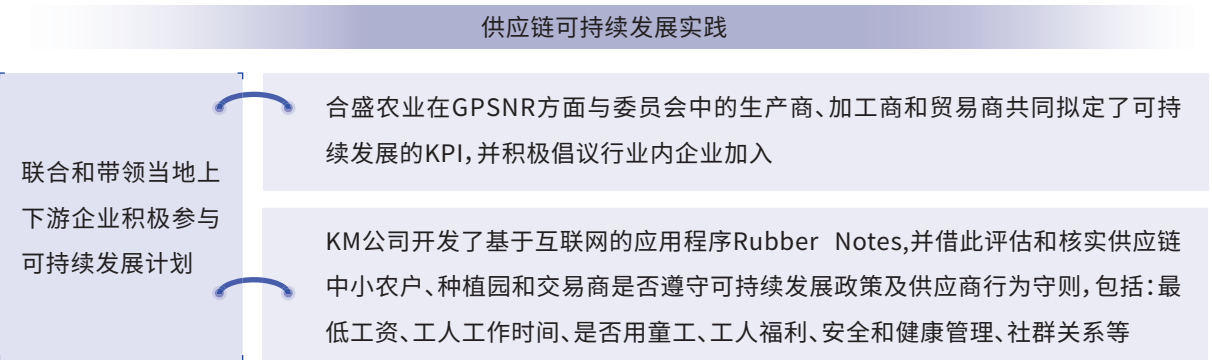 供应链可持续发展实践
联合和带领当地上
下游企业积极参与
可持续发展计划
合盛农业在GPSNR方面与委员会中的生产商、加工商和贸易商共同拟定了可持
续发展的KPI,并积极倡议行业内企业加入
KM公司开发了基于互联网的应用程序Rubber Notes,并借此评估和核实供应链
中小农户、种植园和交易商是否遵守可持续发展政策及供应商行为守则,包括:最
低工资、工人工作时间、是否用童工、工人福利、安全和健康管理、社群关系等